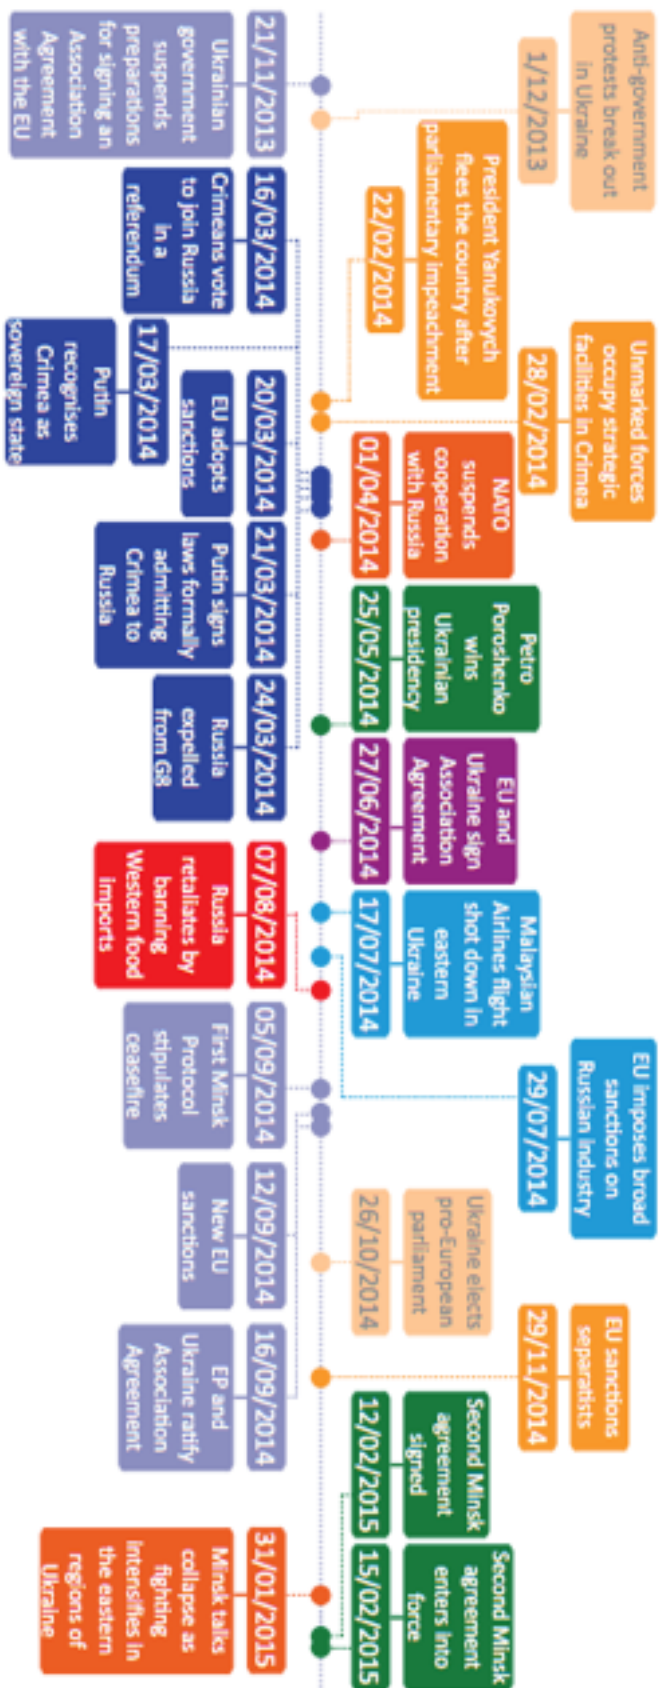 Anti-government
protests break out
in Ukraine
1/12/2013
Unmarked forces
occupy strategic
facilities in Crimea
28/02/2014
EU imposes broad
sanctions on
Russian industry
29/07/2014
EU sanctions
separatists
29/11/2014
President Yanukovych
flees the country after
parliamentary impeachment
22/02/2014
NATO
suspends
cooperation
with Russia
01/04/2014
Petro
Poroshenko
wins
Ukrainian
presidency
25/05/2014
EU and
Ukraine sign
Association
Agreement
27/06/2014
Malaysian
Airlines flight
shot down in
eastern
Ukraine
17/07/2014
Ukraine elects
pro-European
parliament
26/10/2014
Second Minsk
agreement
signed
12/02/2015
Second Minsk
agreement
enters into
force
15/02/2015
21/11/2013
Ukrainian
government
suspends
preparations
for signing an
Association
Agreement
with the EU
16/03/2014
Crimeans vote
to join Russia
in a
referendum
17/03/2014
Putin
recognises
Crimea as
sovereign state
20/03/2014
EU adopts
sanctions
21/03/2014
Putin signs
laws formally
admitting
Crimea to
Russia
24/03/2014
Russia
expelled
from G8
07/08/2014
Russia
retaliates by
banning
Western food
imports
05/09/2014
First Minsk
Protocol
stipulates
ceasefire
12/09/2014
New EU
sanctions
16/09/2014
EP and
Ukraine ratify
Association
Agreement
31/01/2015
Minsk talks
collapse as
fighting
intensifies in
the eastern
regions of
Ukraine